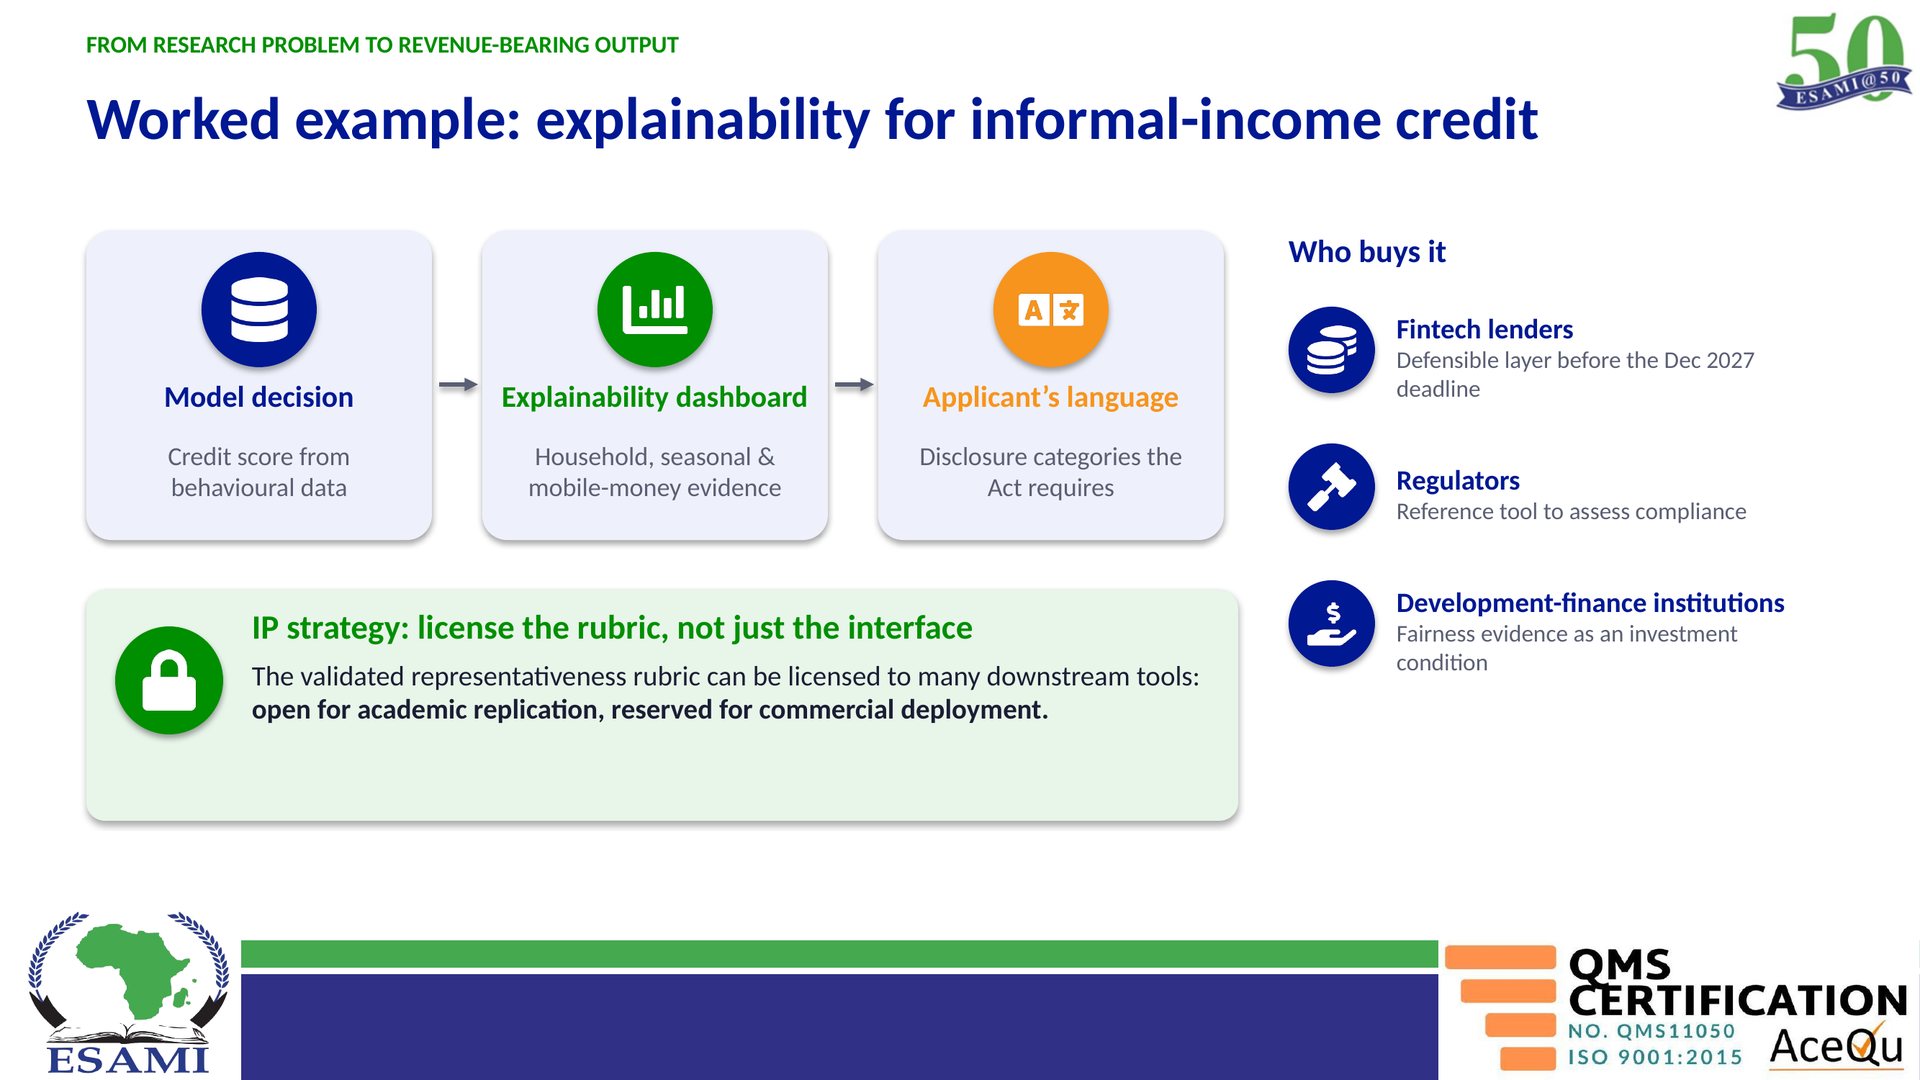 FROM RESEARCH PROBLEM TO REVENUE-BEARING OUTPUT
50
ESAMI@50
Worked example: explainability for informal-income credit
Model decision
Credit score from
behavioural data
Explainability dashboard
Household, seasonal &
mobile-money evidence
A 文
Applicant’s language
Disclosure categories the
Act requires
Who buys it
Fintech lenders
Defensible layer before the Dec 2027
deadline
Regulators
Reference tool to assess compliance
$
Development-finance institutions
Fairness evidence as an investment
condition
IP strategy: license the rubric, not just the interface
The validated representativeness rubric can be licensed to many downstream tools:
open for academic replication, reserved for commercial deployment.
ESAMI
QMS
CERTIFICATION
NO. QMS11050
ISO 9001:2015
AceQu